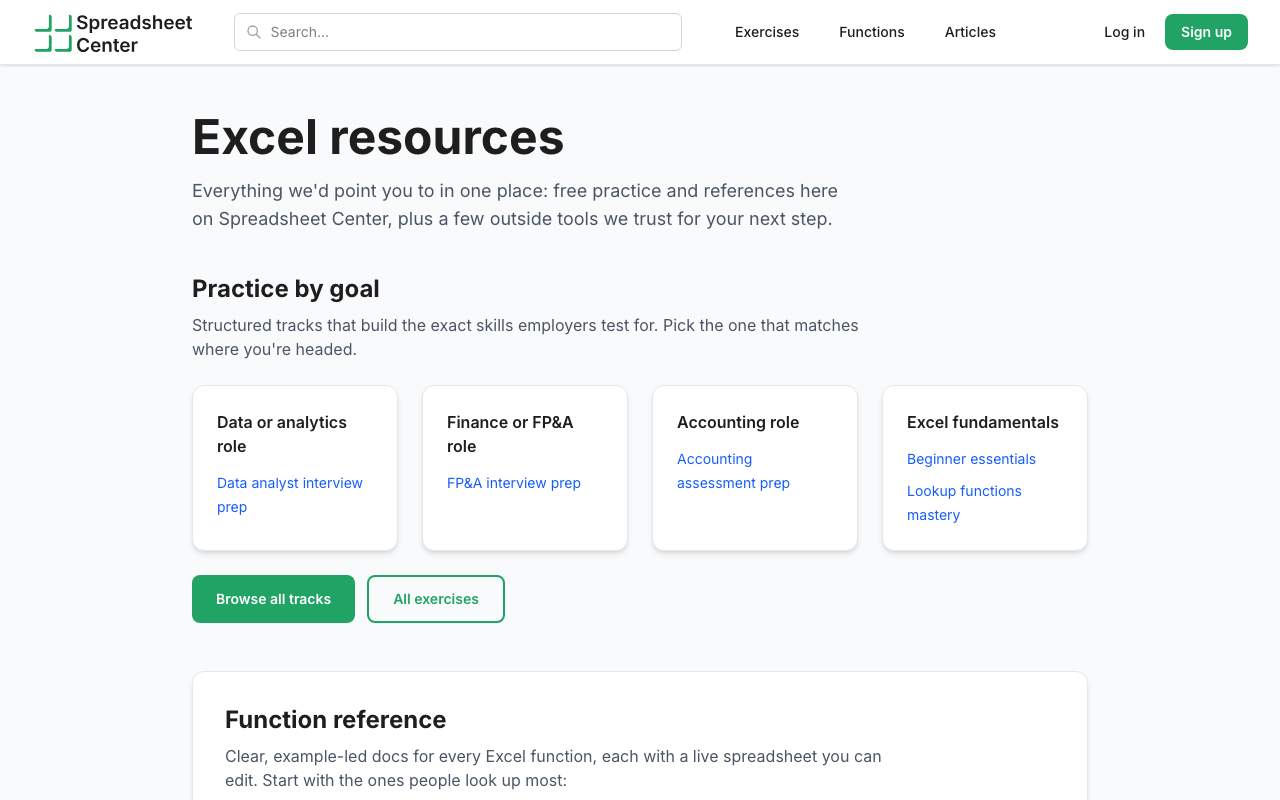 Spreadsheet
Center
Search...
Exercises
Functions
Articles
Log in
Sign up
Excel resources
Everything we'd point you to in one place: free practice and references here
on Spreadsheet Center, plus a few outside tools we trust for your next step.
Practice by goal
Structured tracks that build the exact skills employers test for. Pick the one that matches
where you're headed.
Data or analytics
role
Data analyst interview
prep
Finance or FP&A
role
FP&A interview prep
Accounting role
Accounting
assessment prep
Excel fundamentals
Beginner essentials
Lookup functions
mastery
Browse all tracks
All exercises
Function reference
Clear, example-led docs for every Excel function, each with a live spreadsheet you can
edit. Start with the ones people look up most: